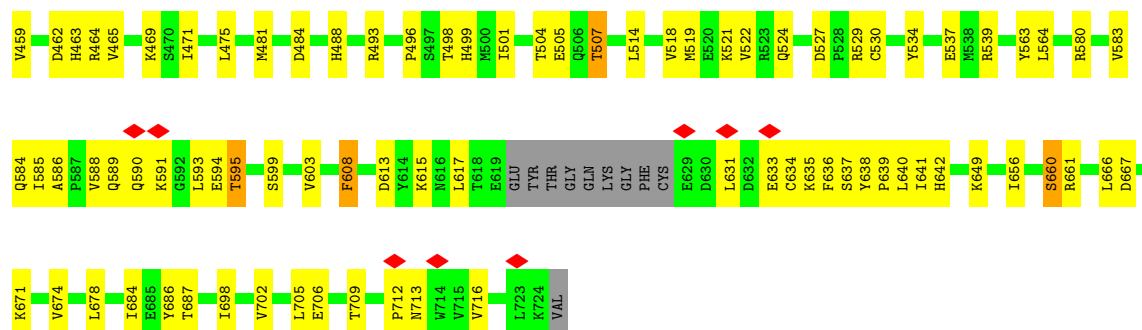 V459 D462 H463 R464 V465 K469 S470 I471 L475 M481 D484 H488 R493 P496 S497 T498 H499 M500 I501 T504 E505 Q506 T507 L514 V518 M519 E520 K521 V522 R523 Q524 D527 P528 R529 C530 Y534 E537 M538 R539 Y563 L564 R580 V583
Q584 I585 A586 P587 V588 Q589 Q590 K591 G592 L593 E594 T595 S599 V603 F608 D613 Y614 K615 N616 L617 T618 E619 GLU TYR THR GLY GLN LYS GLY PHE CYS E629 D630 L631 D632 E633 C634 K635 F636 S637 Y638 P639 L640 I641 H642 K649 I656 S660 R661 L666 D667
K671 V674 L678 I684 E685 Y686 T687 I698 V702 L705 E706 T709 P712 N713 W714 V715 V716 L723 K724 VAL